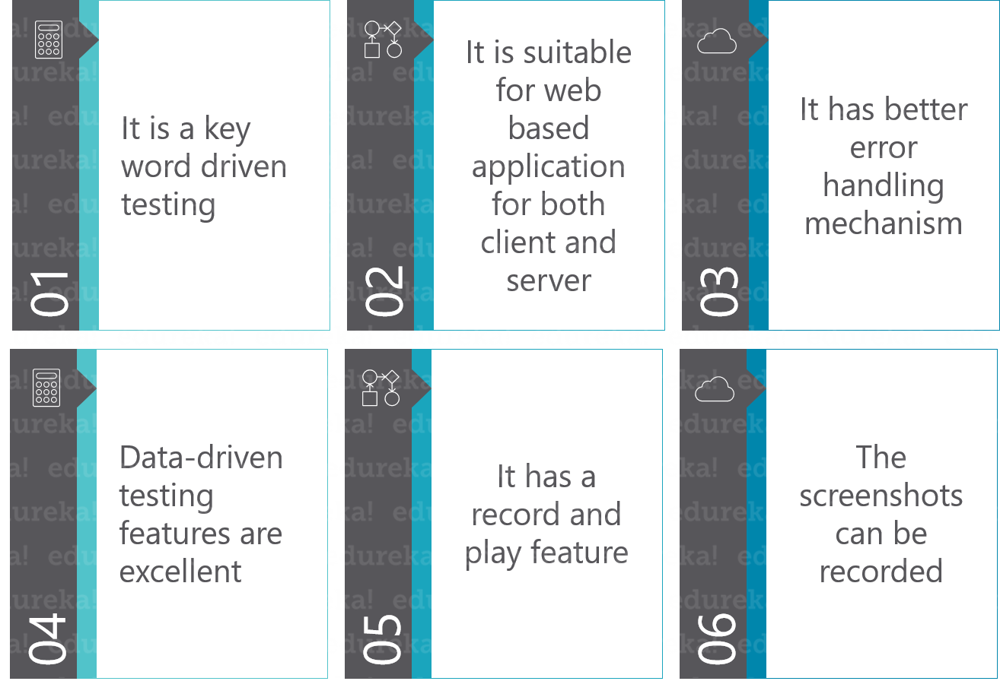 01
It is a key
word driven
testing
02
It is suitable
for web
based
application
for both
client and
server
03
It has better
error
handling
mechanism
04
Data-driven
testing
features are
excellent
05
It has a
record and
play feature
06
The
screenshots
can be
recorded
edureka!